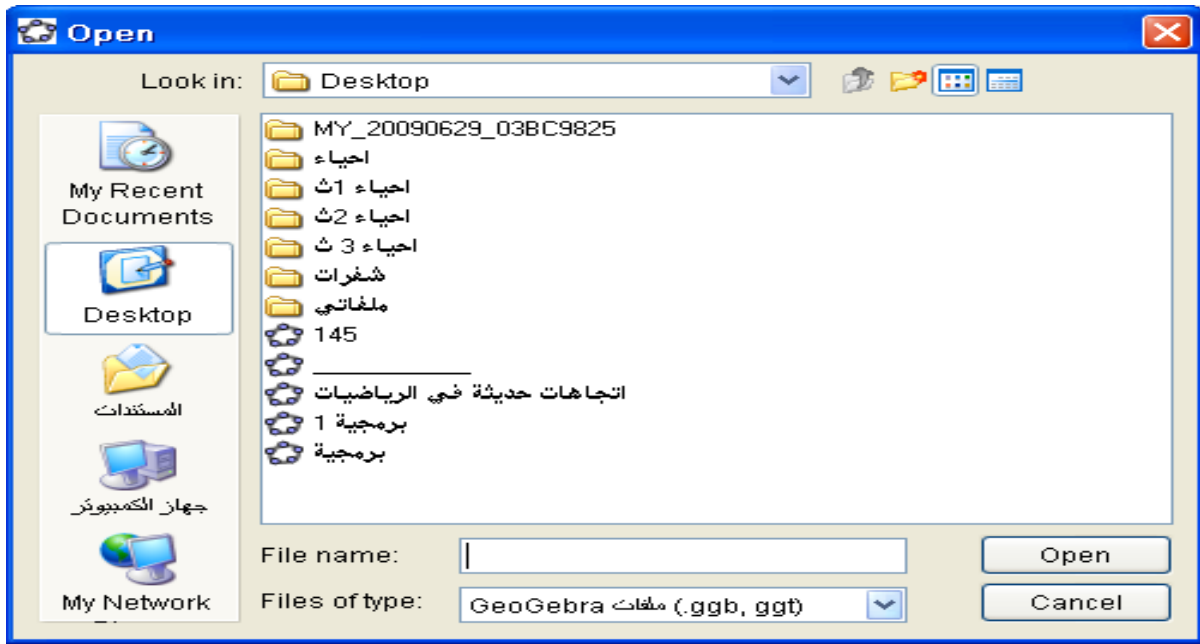 Open
Look in: Desktop
My Recent
Documents
Desktop
المستندات
جهاز الكمبيوتر
My Network
MY_20090629_03BC9825
احياء
احياء 1ث
احياء 2ث
احياء 3 ث
شفرات
ملفاتي
145
____________
اتجاهات حديثة في الرياضيات
برمجية 1
برمجية
File name:
Open
Files of type: GeoGebra ملفات (.ggb, ggt)
Cancel